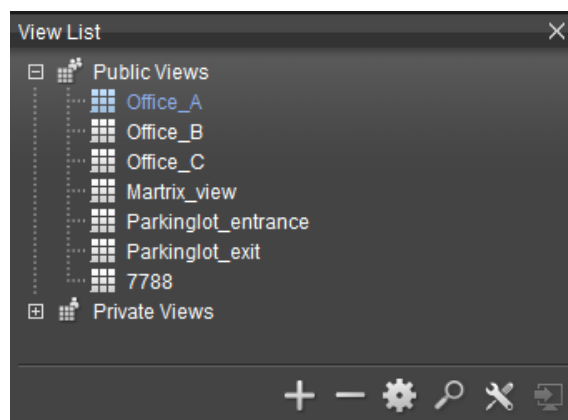 View List
Public Views
Office_A
Office_B
Office_C
Martrix_view
Parkinglot_entrance
Parkinglot_exit
7788
Private Views